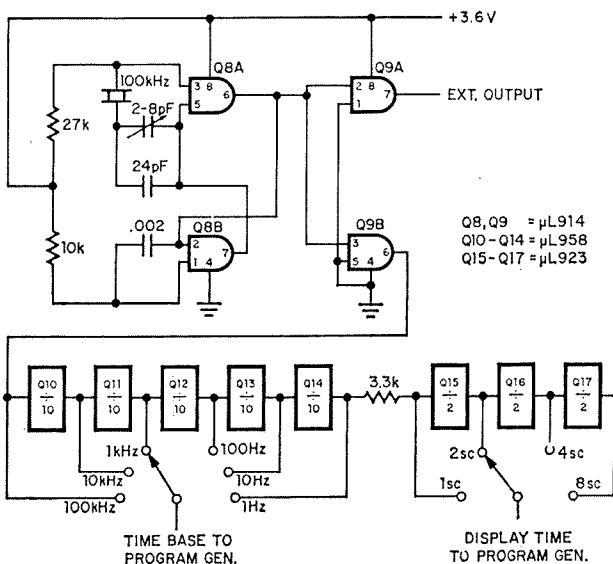 +3.6V
Q8A
Q9A
100kHz
3 8
5
6
2 8
1
7
EXT. OUTPUT
2-8pF
27k
24pF
.002
Q8B
Q9B
2
1 4
7
3
5 4
6
10k
Q8,Q9 = µL914
Q10-Q14 = µL958
Q15-Q17 = µL923
Q10 ÷ 10
Q11 ÷ 10
Q12 ÷ 10
Q13 ÷ 10
Q14 ÷ 10
3.3k
Q15 ÷ 2
Q16 ÷ 2
Q17 ÷ 2
1kHz
100Hz
2sc
4sc
10kHz
10Hz
100kHz
1Hz
1sc
8sc
TIME BASE TO
PROGRAM GEN.
DISPLAY TIME
TO PROGRAM GEN.